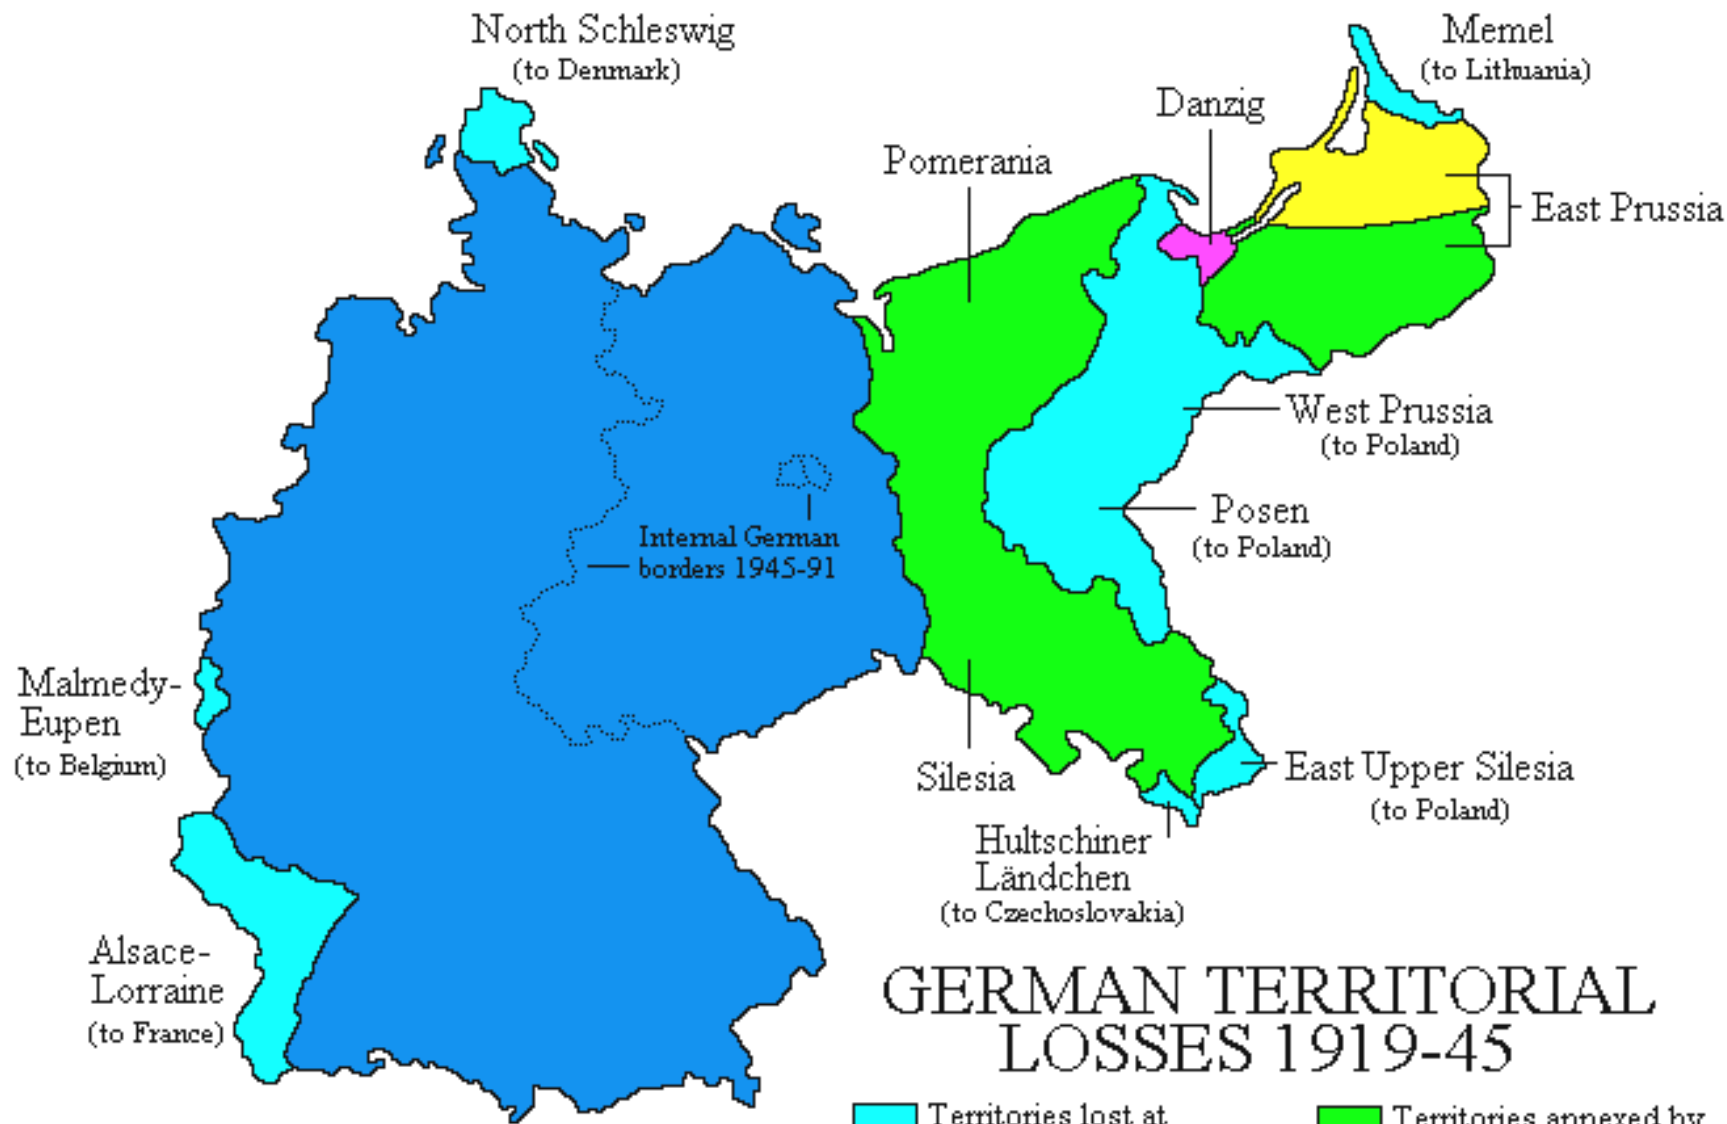 North Schleswig
(to Denmark)
Memel
(to Lithuania)
Danzig
Pomerania
East Prussia
West Prussia
(to Poland)
Posen
(to Poland)
Internal German
borders 1945-91
Malmedy-
Eupen
(to Belgium)
Silesia
East Upper Silesia
(to Poland)
Hultschiner
Ländchen
(to Czechoslovakia)
Alsace-
Lorraine
(to France)
GERMAN TERRITORIAL
LOSSES 1919-45
Territories lost at
Territories annexed by